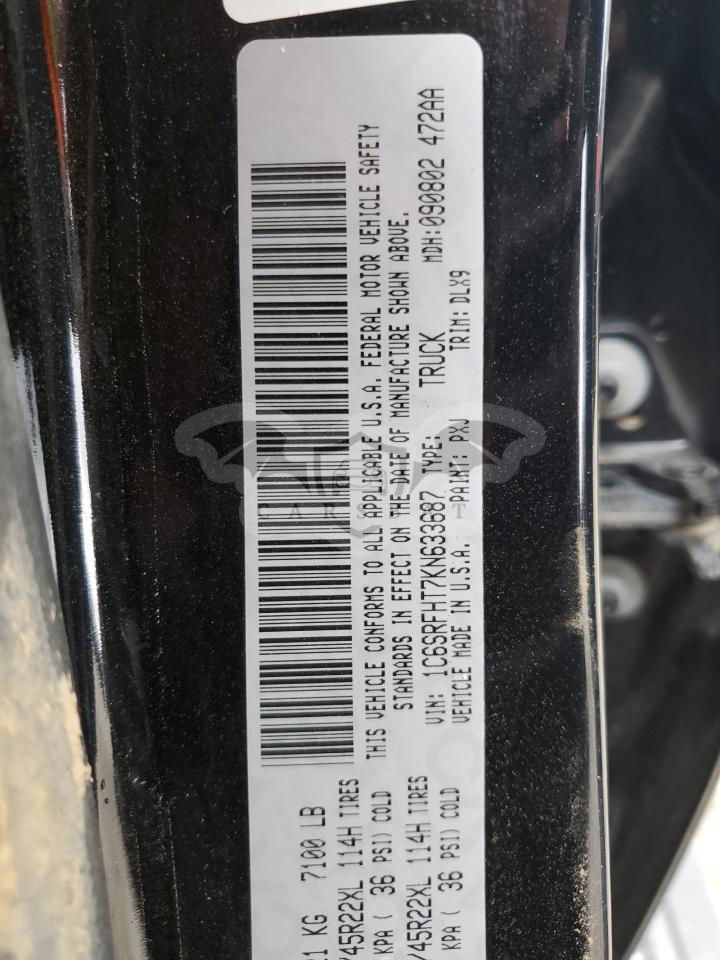 21 KG 7100 LB
/45R22XL 114H TIRES
KPA ( 36 PSI) COLD
/45R22XL 114H TIRES
KPA ( 36 PSI) COLD
THIS VEHICLE CONFORMS TO ALL APPLICABLE U.S.A. FEDERAL MOTOR VEHICLE SAFETY
STANDARDS IN EFFECT ON THE DATE OF MANUFACTURE SHOWN ABOVE.
VIN: 1C6SRFHT7KN633687 TYPE: TRUCK MDH:090802 472AA
VEHICLE MADE IN U.S.A. PAINT: PXJ TRIM: DLX9